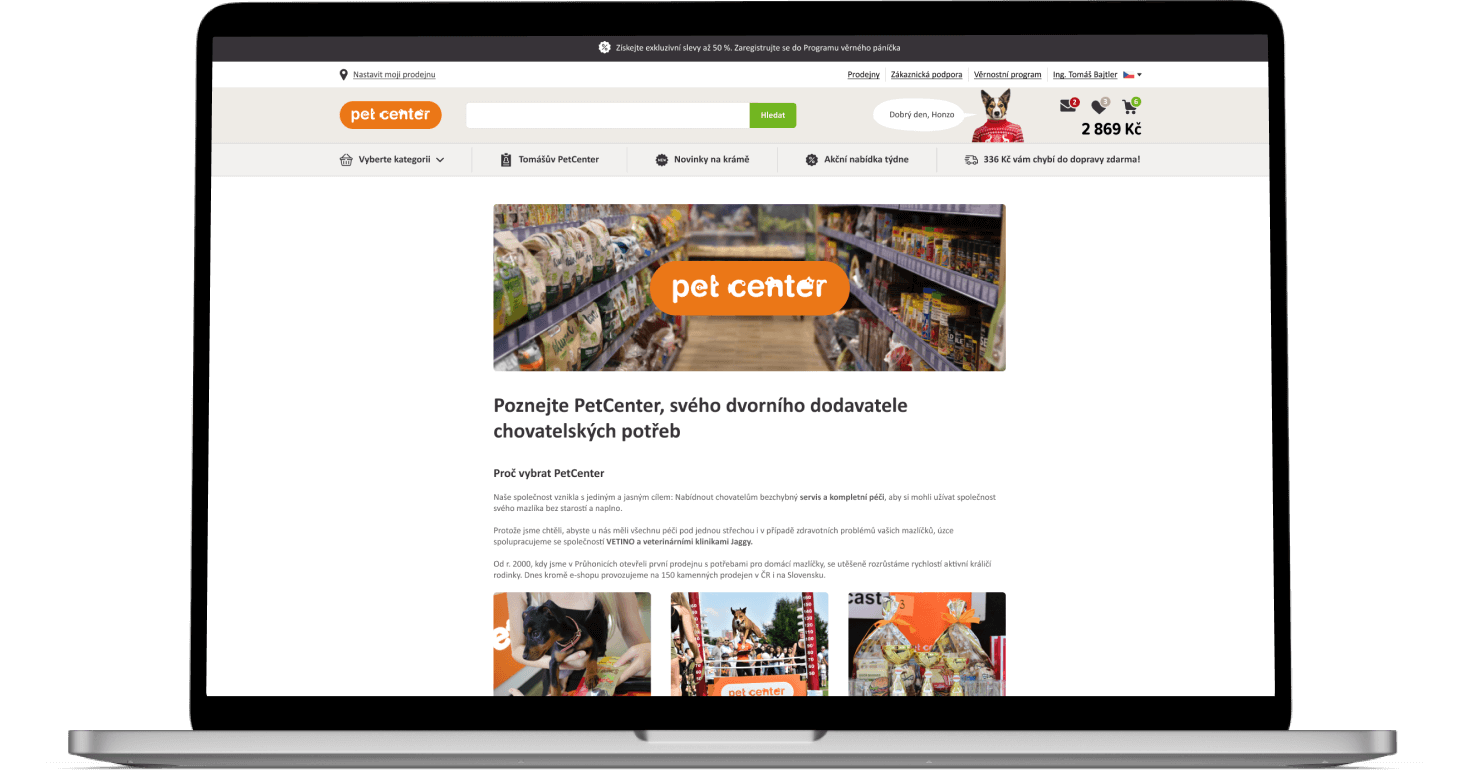 Získejte exkluzivní slevy až 50 %. Zaregistrujte se do Programu věrného páníčka
Nastavit moji prodejnu
Prodejny
Zákaznická podpora
Věrnostní program
Ing. Tomáš Bajtler
pet center
Hledat
Dobrý den, Honzo
2
3
6
2 869 Kč
Vyberte kategorii
Tomášův PetCenter
Novinky na krámě
Akční nabídka týdne
336 Kč vám chybí do dopravy zdarma!
pet center
Poznejte PetCenter, svého dvorního dodavatele
chovatelských potřeb
Proč vybrat PetCenter
Naše společnost vznikla s jediným a jasným cílem: Nabídnout chovatelům bezchybný servis a kompletní péči, aby si mohli užívat společnost
svého mazlíka bez starostí a naplno.
Protože jsme chtěli, abyste u nás měli všechnu péči pod jednou střechou i v případě zdravotních problémů vašich mazlíčků, úzce
spolupracujeme se společností VETINO a veterinárními klinikami Jaggy.
Od r. 2000, kdy jsme v Průhonicích otevřeli první prodejnu s potřebami pro domácí mazlíčky, se utěšeně rozrůstáme rychlostí aktivní králičí
rodinky. Dnes kromě e-shopu provozujeme na 150 kamenných prodejen v ČR i na Slovensku.
pet center
cast
3